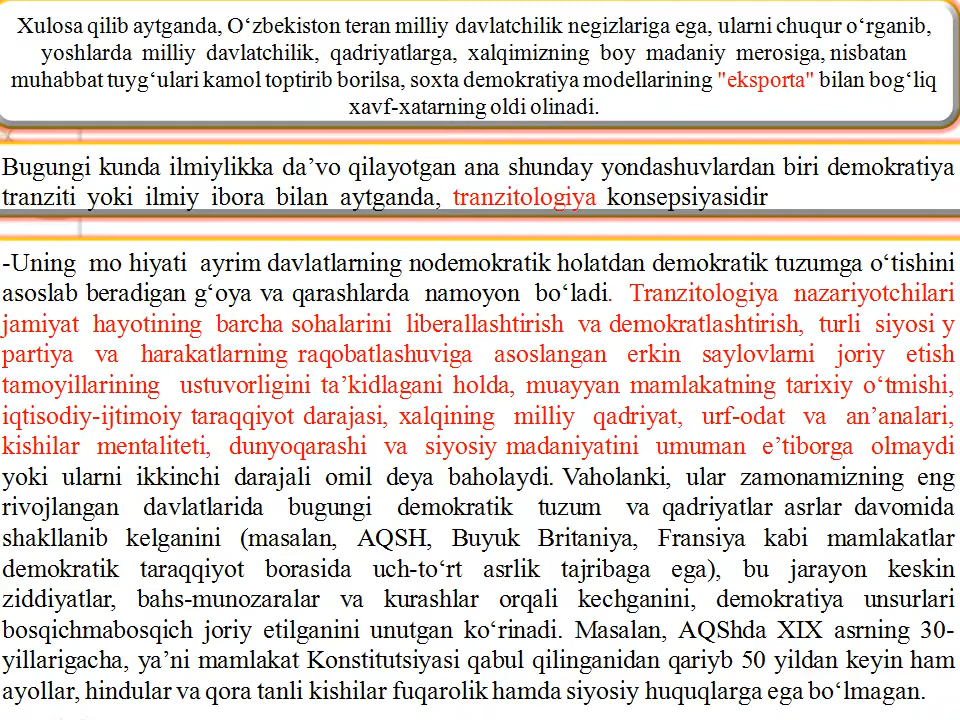 Xulosa qilib aytganda, O‘zbekiston teran milliy davlatchilik negizlariga ega, ularni chuqur o‘rganib,
yoshlarda milliy davlatchilik, qadriyatlarga, xalqimizning boy madaniy merosiga, nisbatan
muhabbat tuyg‘ulari kamol toptirib borilsa, soxta demokratiya modellarining "eksporta" bilan bog‘liq
xavf-xatarning oldi olinadi.
Bugungi kunda ilmiylikka da’vo qilayotgan ana shunday yondashuvlardan biri demokratiya
tranziti yoki ilmiy ibora bilan aytganda, tranzitologiya konsepsiyasidir
-Uning mo hiyati ayrim davlatlarning nodemokratik holatdan demokratik tuzumga o‘tishini
asoslab beradigan g‘oya va qarashlarda namoyon bo‘ladi. Tranzitologiya nazariyotchilari
jamiyat hayotining barcha sohalarini liberallashtirish va demokratlashtirish, turli siyosi y
partiya va harakatlarning raqobatlashuviga asoslangan erkin saylovlarni joriy etish
tamoyillarining ustuvorligini ta’kidlagani holda, muayyan mamlakatning tarixiy o‘tmishi,
iqtisodiy-ijtimoiy taraqqiyot darajasi, xalqining milliy qadriyat, urf-odat va an’analari,
kishilar mentaliteti, dunyoqarashi va siyosiy madaniyatini umuman e’tiborga olmaydi
yoki ularni ikkinchi darajali omil deya baholaydi. Vaholanki, ular zamonamizning eng
rivojlangan davlatlarida bugungi demokratik tuzum va qadriyatlar asrlar davomida
shakllanib kelganini (masalan, AQSH, Buyuk Britaniya, Fransiya kabi mamlakatlar
demokratik taraqqiyot borasida uch-to‘rt asrlik tajribaga ega), bu jarayon keskin
ziddiyatlar, bahs-munozaralar va kurashlar orqali kechganini, demokratiya unsurlari
bosqichmabosqich joriy etilganini unutgan ko‘rinadi. Masalan, AQShda XIX asrning 30-
yillarigacha, ya’ni mamlakat Konstitutsiyasi qabul qilinganidan qariyb 50 yildan keyin ham
ayollar, hindular va qora tanli kishilar fuqarolik hamda siyosiy huquqlarga ega bo‘lmagan.